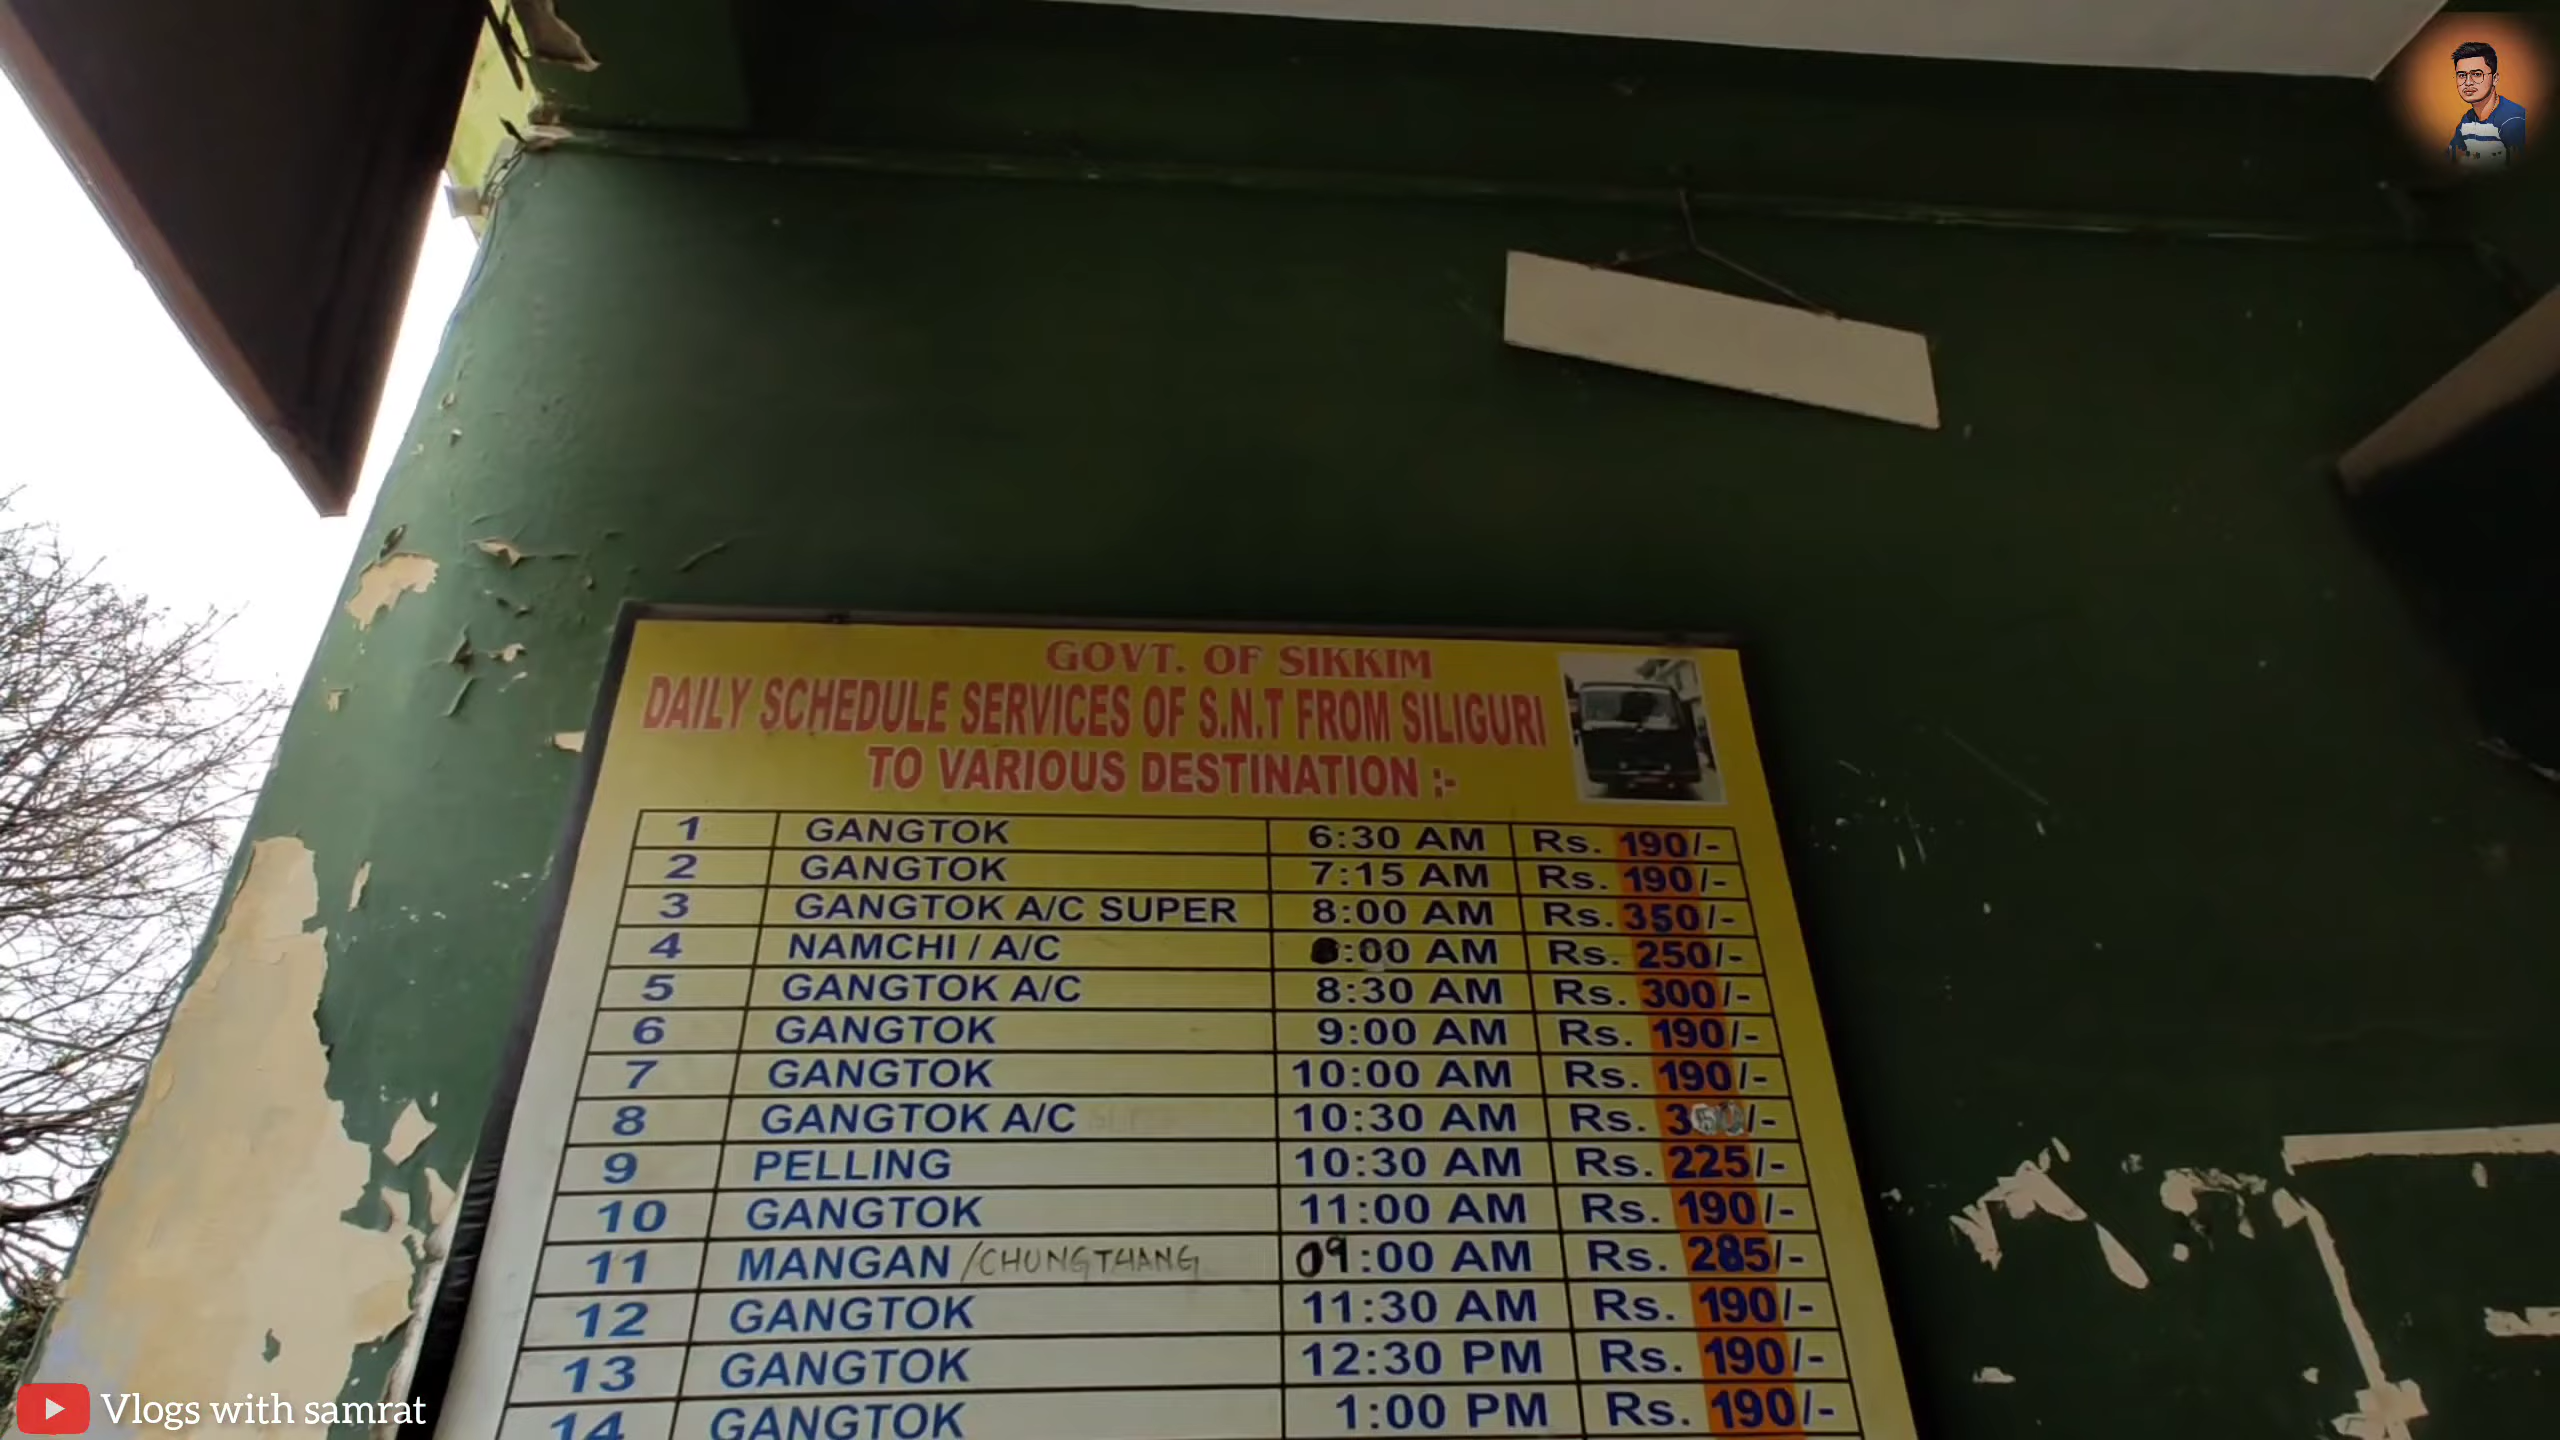 GOVT. OF SIKKIM
DAILY SCHEDULE SERVICES OF S.N.T FROM SILIGURI
TO VARIOUS DESTINATION :-
1 GANGTOK 6:30 AM Rs. 190/-
2 GANGTOK 7:15 AM Rs. 190/-
3 GANGTOK A/C SUPER 8:00 AM Rs. 350/-
4 NAMCHI / A/C :00 AM Rs. 250/-
5 GANGTOK A/C 8:30 AM Rs. 300/-
6 GANGTOK 9:00 AM Rs. 190/-
7 GANGTOK 10:00 AM Rs. 190/-
8 GANGTOK A/C 10:30 AM Rs. 350/-
9 PELLING 10:30 AM Rs. 225/-
10 GANGTOK 11:00 AM Rs. 190/-
11 MANGAN /CHUNGTHANG 09:00 AM Rs. 285/-
12 GANGTOK 11:30 AM Rs. 190/-
13 GANGTOK 12:30 PM Rs. 190/-
14 GANGTOK 1:00 PM Rs. 190/-
Vlogs with samrat